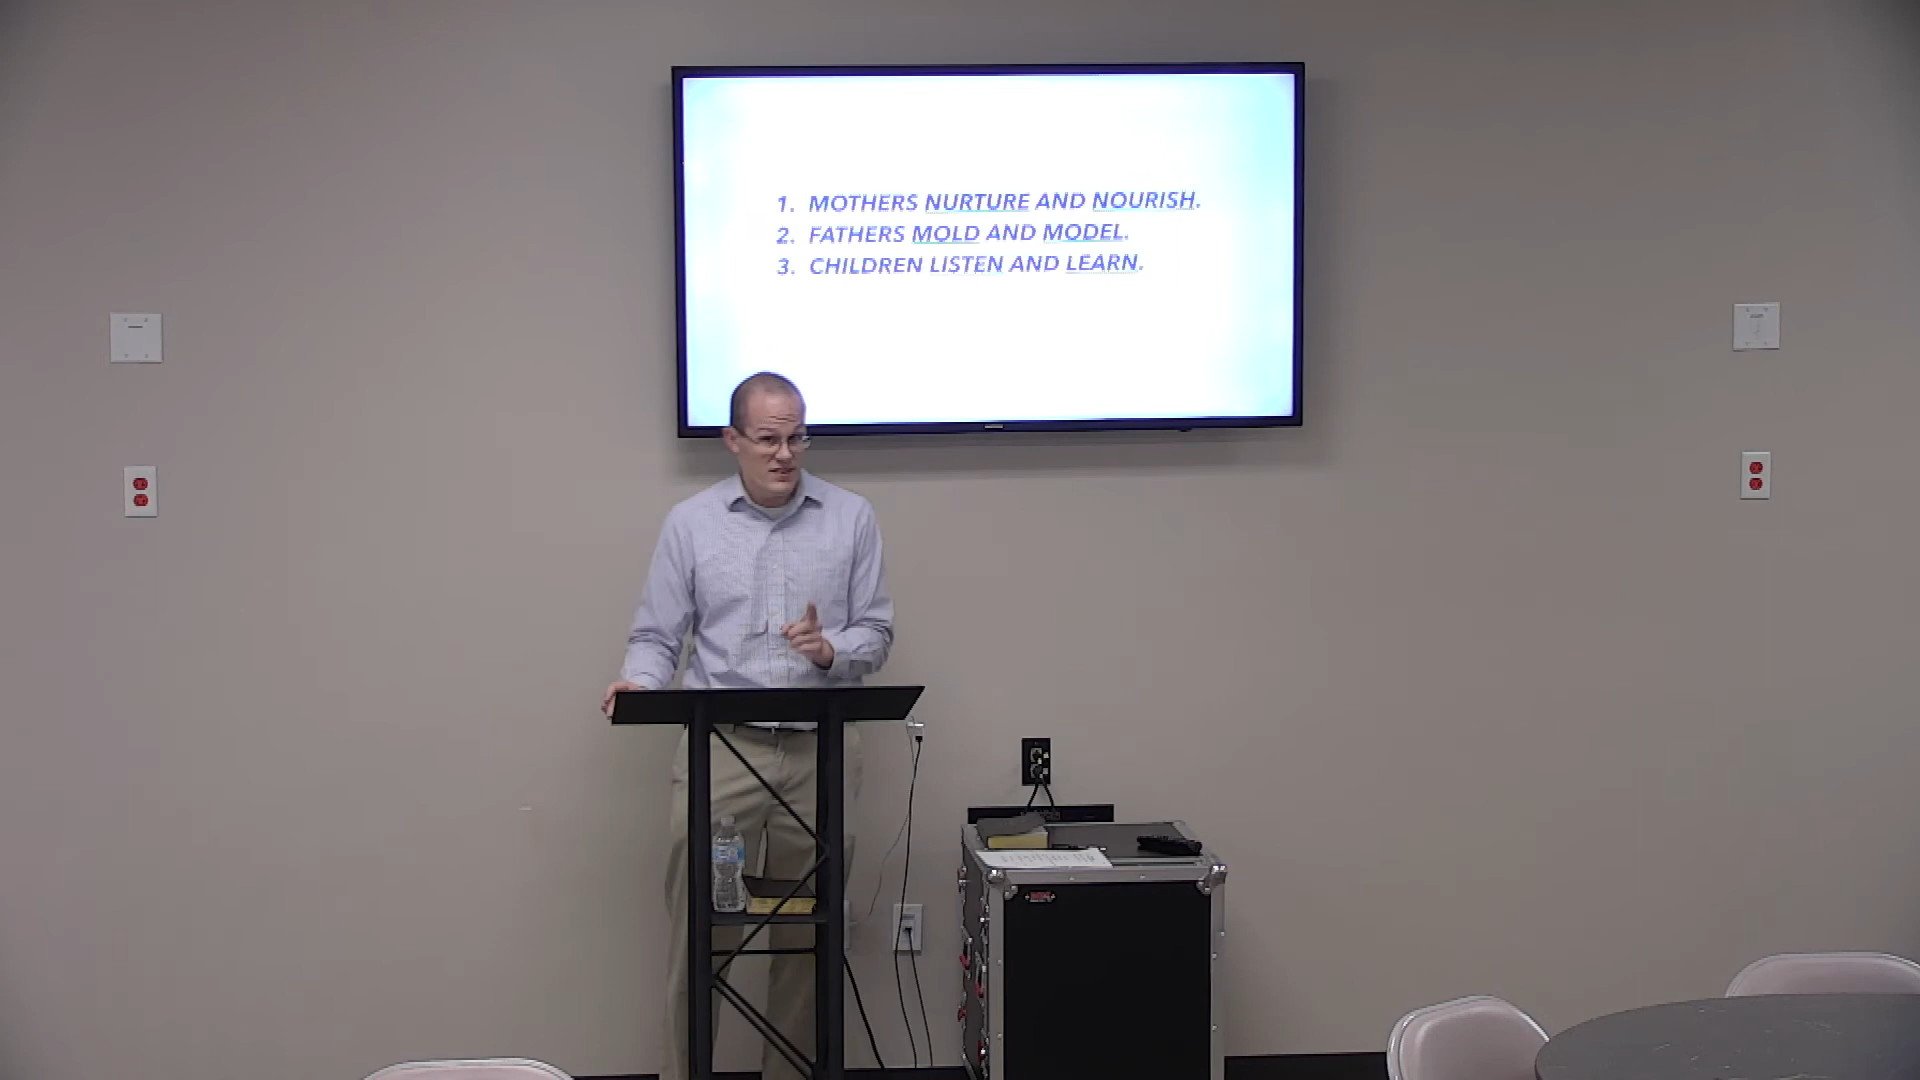 1. MOTHERS NURTURE AND NOURISH.
2. FATHERS MOLD AND MODEL.
3. CHILDREN LISTEN AND LEARN.